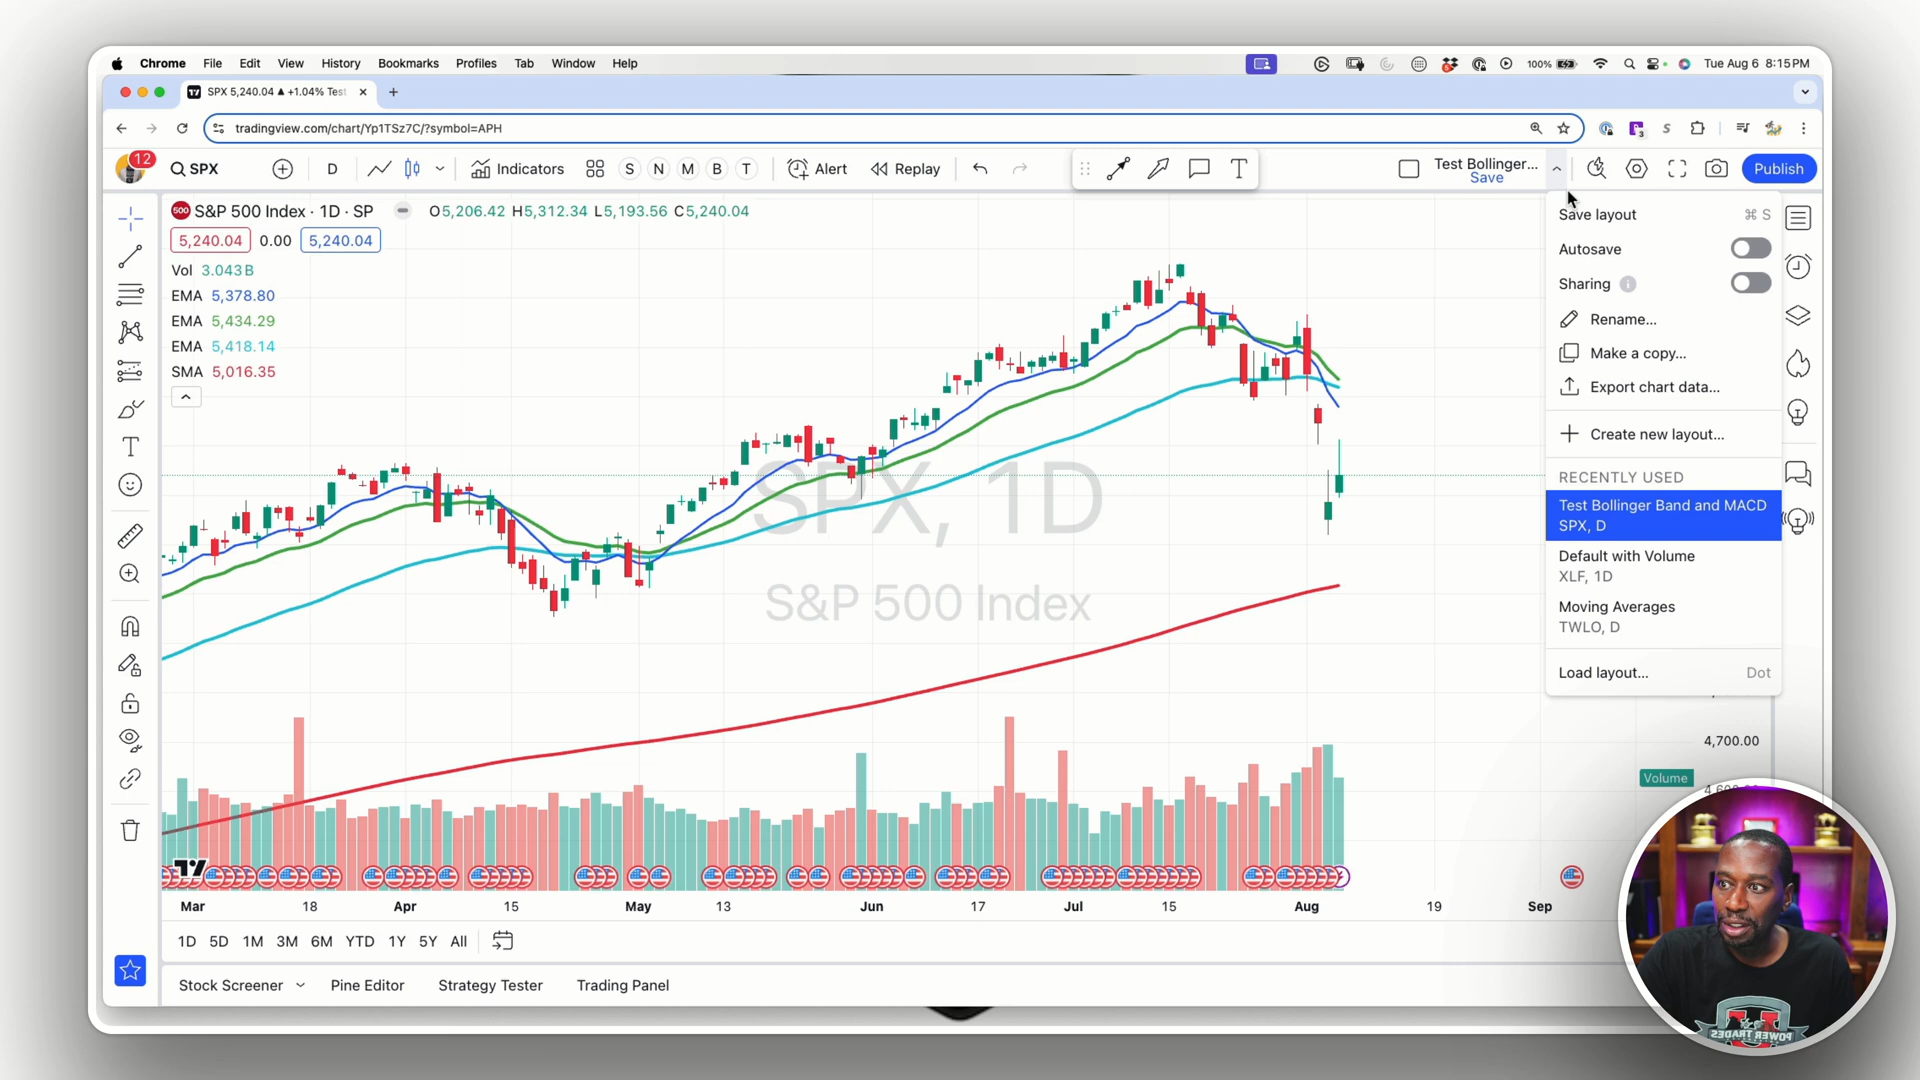 Chrome File Edit View History Bookmarks Profiles Tab Window Help
100% Tue Aug 6 8:15 PM
SPX 5,240.04 ▲ +1.04% Test
tradingview.com/chart/Yp1TSz7C/?symbol=APH
3
12
SPX D Indicators S N M B T Alert Replay T
Test Bollinger...
Save
Publish
500 S&P 500 Index · 1D · SP O5,206.42 H5,312.34 L5,193.56 C5,240.04
5,240.04 0.00 5,240.04
Vol 3.043B
EMA 5,378.80
EMA 5,434.29
EMA 5,418.14
SMA 5,016.35
Save layout ⌘ S
Autosave
Sharing
Rename...
Make a copy...
Export chart data...
Create new layout...
RECENTLY USED
Test Bollinger Band and MACD
SPX, D
Default with Volume
XLF, 1D
Moving Averages
TWLO, D
Load layout... Dot
SPX, 1D
S&P 500 Index
4,700.00
Volume
Mar 18 Apr 15 May 13 Jun 17 Jul 15 Aug 19 Sep
1D 5D 1M 3M 6M YTD 1Y 5Y All
Stock Screener Pine Editor Strategy Tester Trading Panel
POWER TRADES